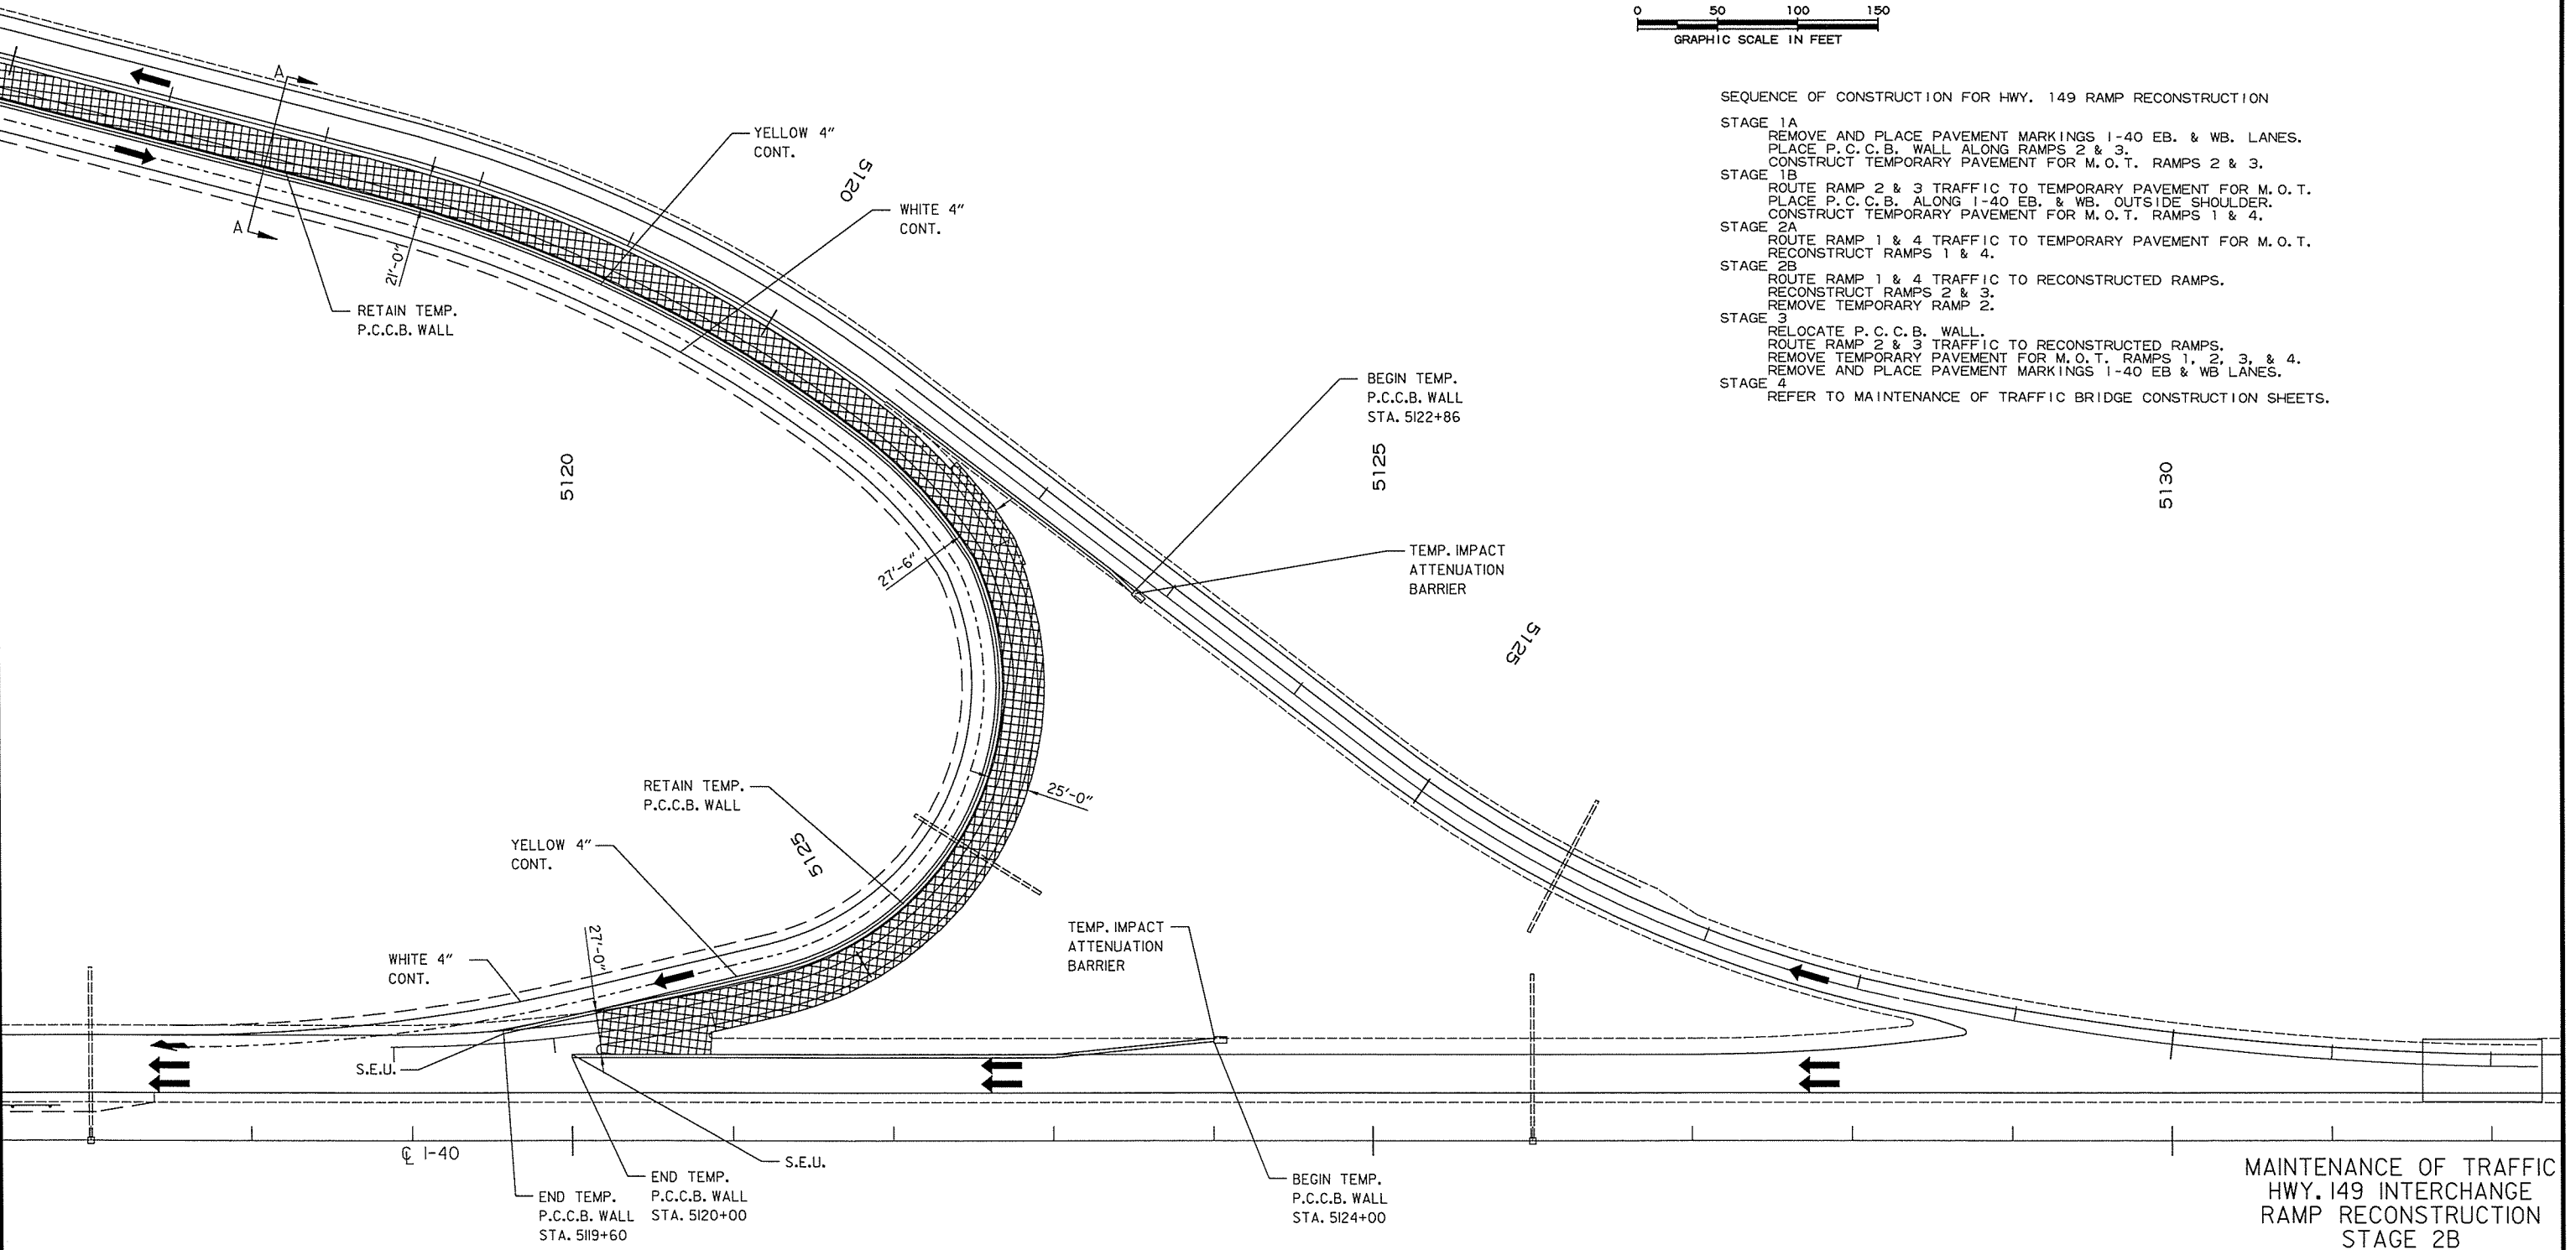 0 50 100 150
GRAPHIC SCALE IN FEET
SEQUENCE OF CONSTRUCTION FOR HWY. 149 RAMP RECONSTRUCTION
STAGE 1A
REMOVE AND PLACE PAVEMENT MARKINGS I-40 EB. & WB. LANES.
PLACE P.C.C.B. WALL ALONG RAMPS 2 & 3.
CONSTRUCT TEMPORARY PAVEMENT FOR M.O.T. RAMPS 2 & 3.
STAGE 1B
ROUTE RAMP 2 & 3 TRAFFIC TO TEMPORARY PAVEMENT FOR M.O.T.
PLACE P.C.C.B. ALONG I-40 EB. & WB. OUTSIDE SHOULDER.
CONSTRUCT TEMPORARY PAVEMENT FOR M.O.T. RAMPS 1 & 4.
STAGE 2A
ROUTE RAMP 1 & 4 TRAFFIC TO TEMPORARY PAVEMENT FOR M.O.T.
RECONSTRUCT RAMPS 1 & 4.
STAGE 2B
ROUTE RAMP 1 & 4 TRAFFIC TO RECONSTRUCTED RAMPS.
RECONSTRUCT RAMPS 2 & 3.
REMOVE TEMPORARY RAMP 2.
STAGE 3
RELOCATE P.C.C.B. WALL.
ROUTE RAMP 2 & 3 TRAFFIC TO RECONSTRUCTED RAMPS.
REMOVE TEMPORARY PAVEMENT FOR M.O.T. RAMPS 1, 2, 3, & 4.
REMOVE AND PLACE PAVEMENT MARKINGS I-40 EB & WB LANES.
STAGE 4
REFER TO MAINTENANCE OF TRAFFIC BRIDGE CONSTRUCTION SHEETS.
A
A
YELLOW 4"
CONT.
5120
WHITE 4"
CONT.
21'-0"
RETAIN TEMP.
P.C.C.B. WALL
BEGIN TEMP.
P.C.C.B. WALL
STA. 5122+86
5120
5125
5130
27'-6"
TEMP. IMPACT
ATTENUATION
BARRIER
5125
RETAIN TEMP.
P.C.C.B. WALL
25'-0"
YELLOW 4"
CONT.
5125
27'-0"
TEMP. IMPACT
ATTENUATION
BARRIER
WHITE 4"
CONT.
S.E.U.
℄ I-40
S.E.U.
END TEMP.
P.C.C.B. WALL
STA. 5120+00
END TEMP.
P.C.C.B. WALL
STA. 5119+60
BEGIN TEMP.
P.C.C.B. WALL
STA. 5124+00
MAINTENANCE OF TRAFFIC
HWY. 149 INTERCHANGE
RAMP RECONSTRUCTION
STAGE 2B